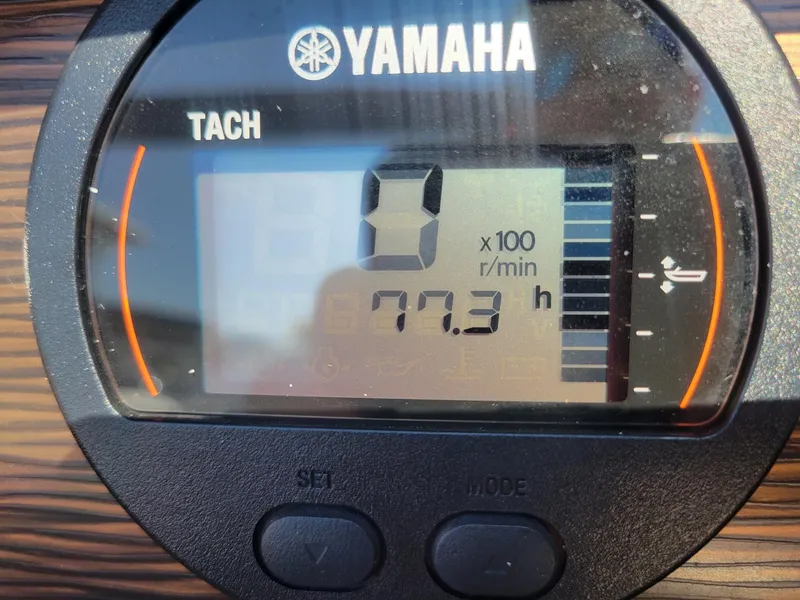 YAMAHA
TACH
0
x100
r/min
77.3 h
SET
MODE